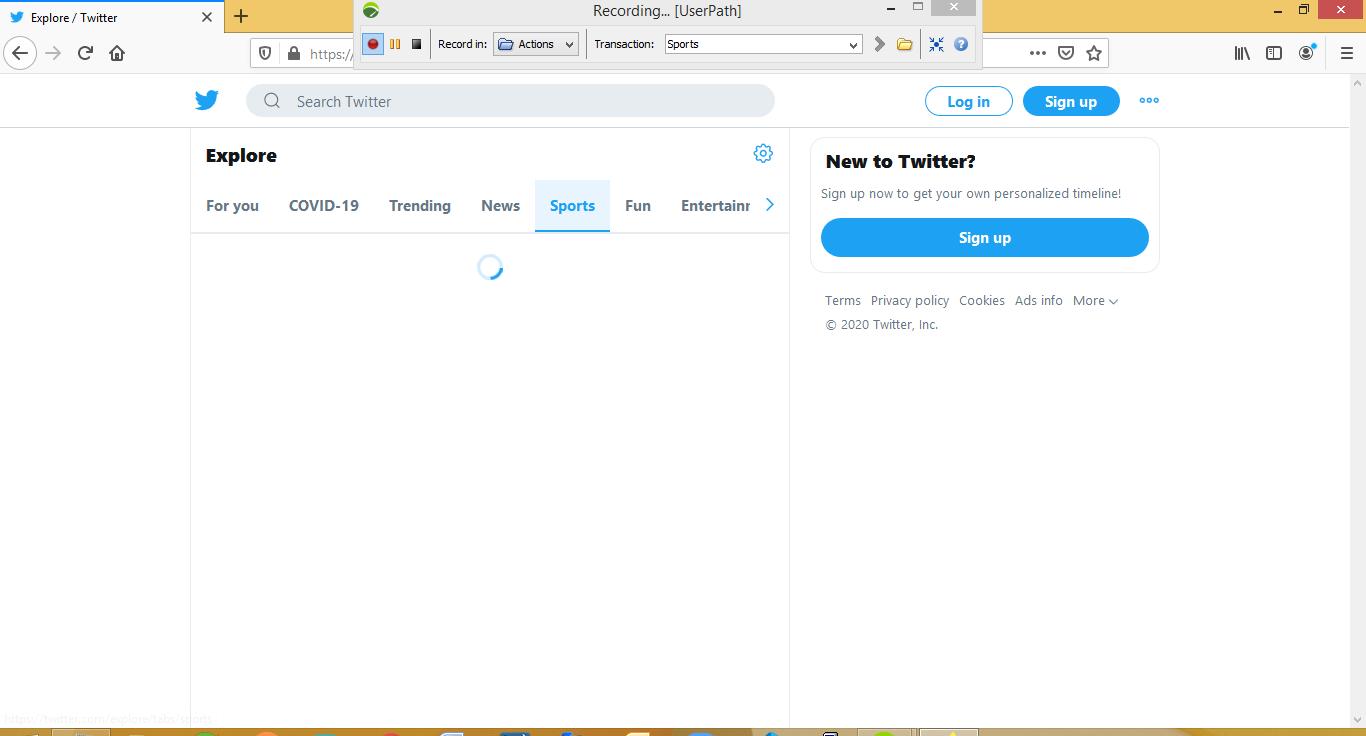 Explore / Twitter
Recording... [UserPath]
Record in:
Actions
Transaction:
Sports
https:/
Search Twitter
Log in
Sign up
Explore
For you
COVID-19
Trending
News
Sports
Fun
Entertainr
New to Twitter?
Sign up now to get your own personalized timeline!
Sign up
Terms Privacy policy Cookies Ads info More
© 2020 Twitter, Inc.
https://twitter.com/explore/tabs/sports